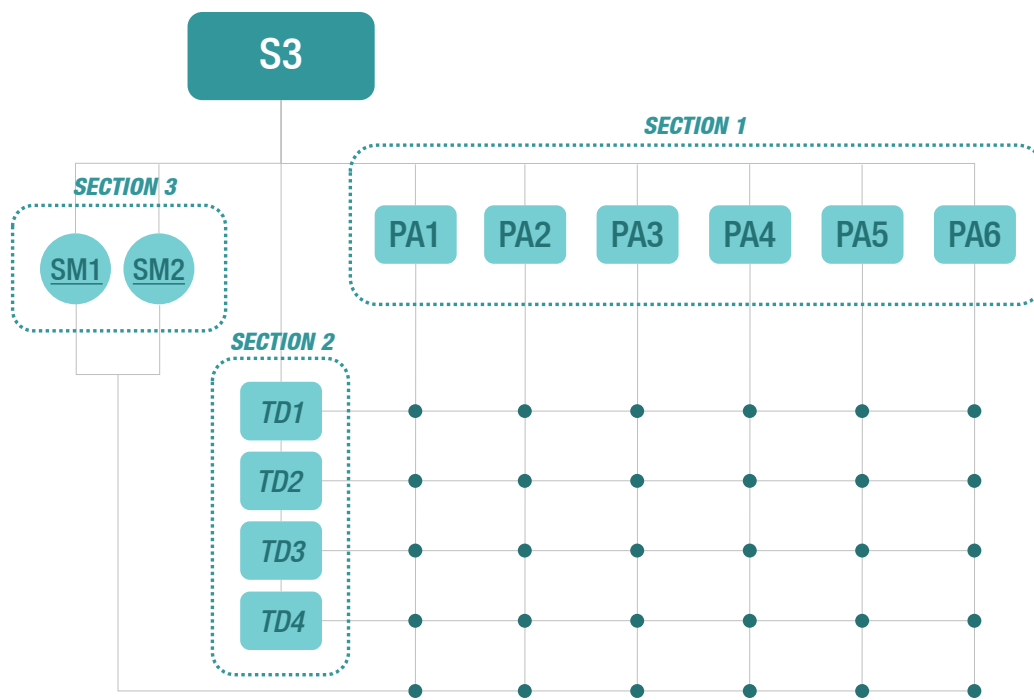 S3
SECTION 1
SECTION 3
PA1 PA2 PA3 PA4 PA5 PA6
SM1 SM2
SECTION 2
TD1
TD2
TD3
TD4